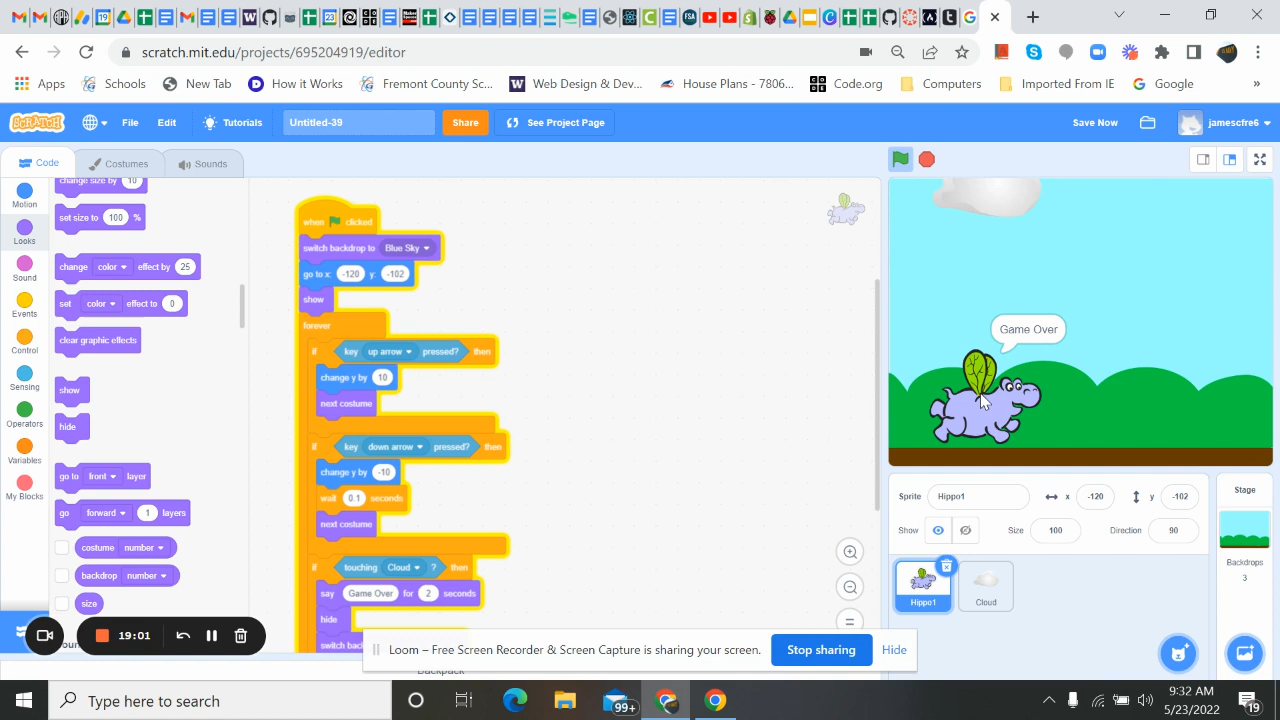 scratch.mit.edu/projects/695204919/editor
Apps
Schools
New Tab
How it Works
Fremont County Sc...
Web Design & Dev...
House Plans - 7806...
Code.org
Computers
Imported From IE
Google
»
SCRATCH
File
Edit
Tutorials
Untitled-39
Share
See Project Page
Save Now
jamescfre6
Code
Costumes
Sounds
Motion
Looks
Sound
Events
Control
Sensing
Operators
Variables
My Blocks
change size by 10
set size to 100 %
change color effect by 25
set color effect to 0
clear graphic effects
show
hide
go to front layer
go forward 1 layers
costume number
backdrop number
size
when clicked
switch backdrop to Blue Sky
go to x: -120 y: -102
show
forever
if key up arrow pressed? then
change y by 10
next costume
if key down arrow pressed? then
change y by -10
wait 0.1 seconds
next costume
if touching Cloud ? then
say Game Over for 2 seconds
hide
Game Over
Sprite Hippo1 x -120 y -102
Show Size 100 Direction 90
Hippo1
Cloud
Stage
Backdrops
3
19:01
Loom – Free Screen Recorder & Screen Capture is sharing your screen.
Stop sharing
Hide
Backpack
Type here to search
99+
9:32 AM
5/23/2022
19